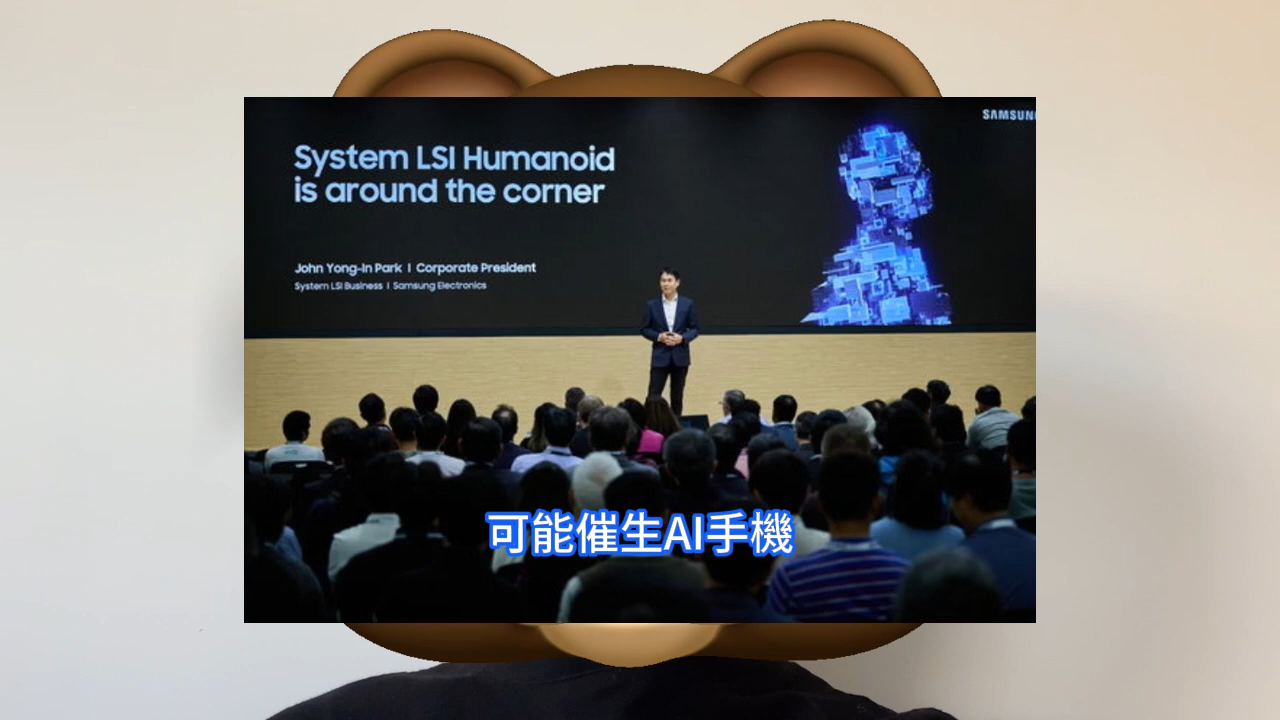 SAMSUN
System LSI Humanoid
is around the corner
John Yong-In Park | Corporate President
System LSI Business | Samsung Electronics
可能催生AI手機